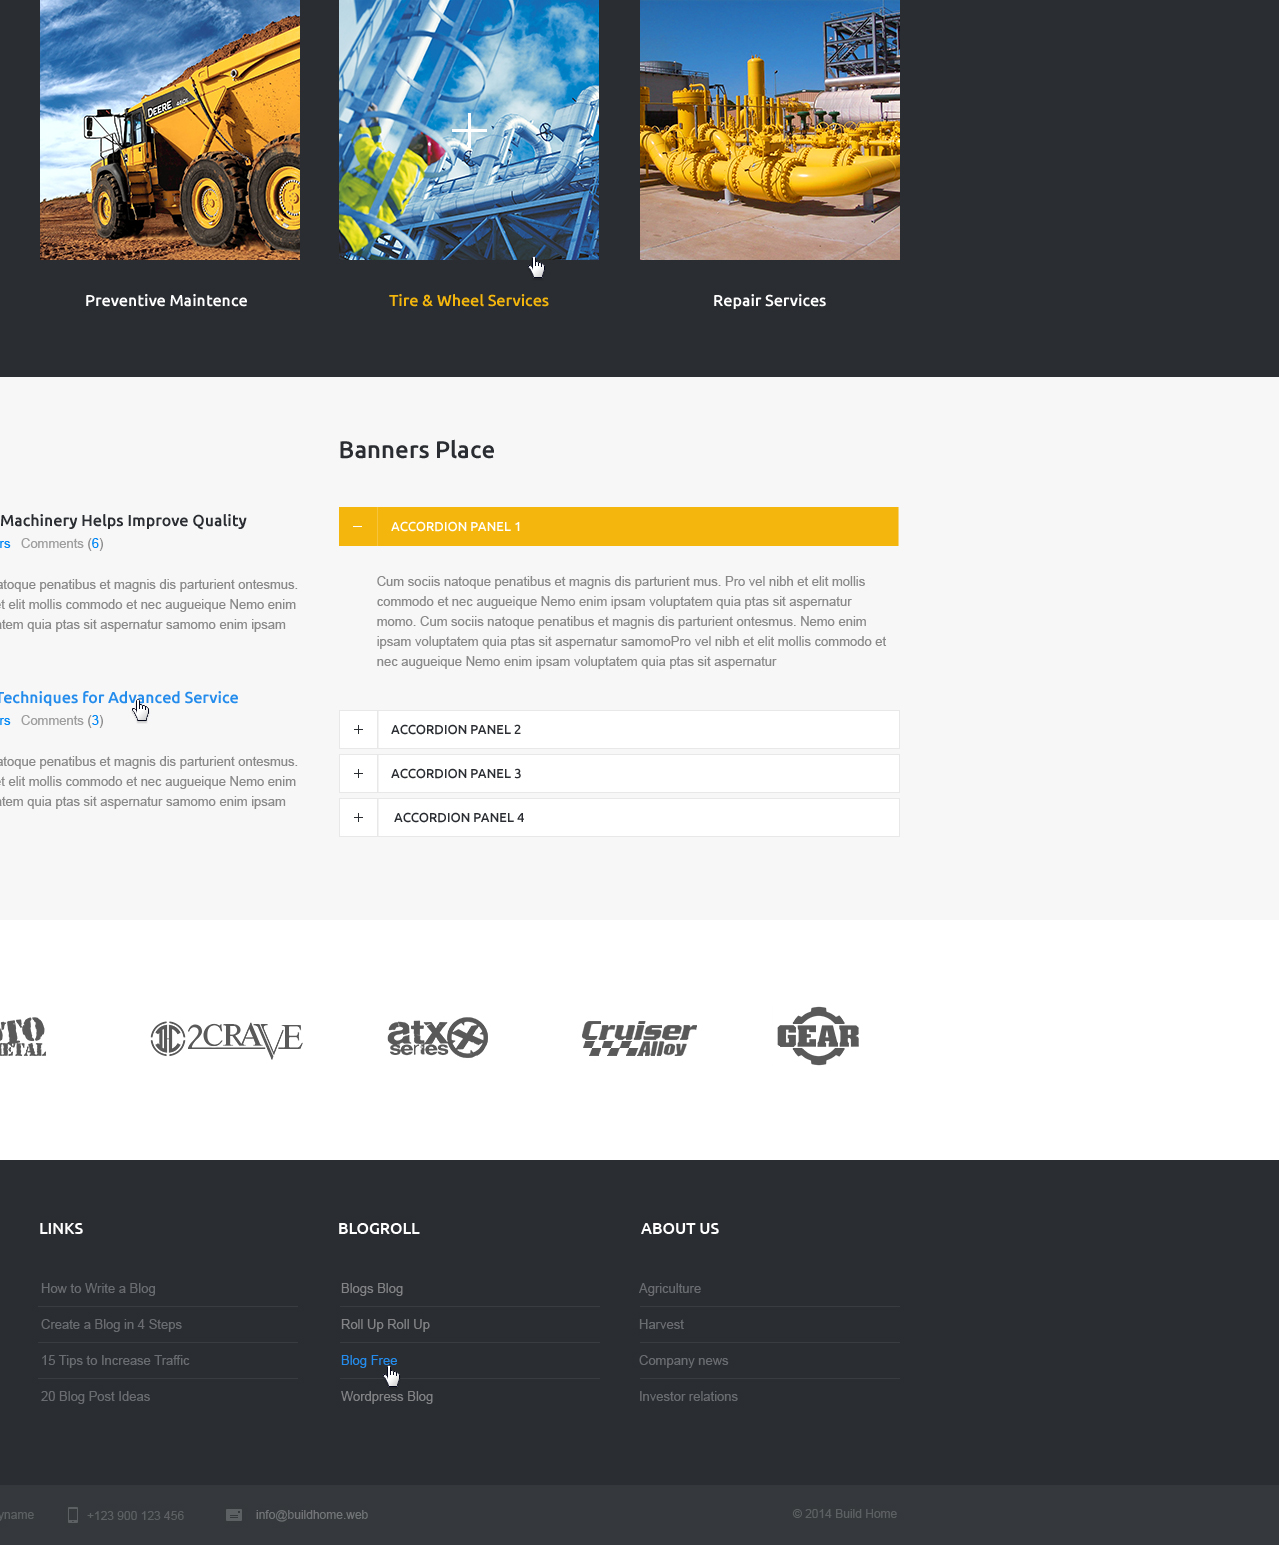 DEERE
460E
Preventive Maintence
Tire & Wheel Services
Repair Services
Machinery Helps Improve Quality
rs Comments (6)
atoque penatibus et magnis dis parturient ontesmus.
et elit mollis commodo et nec augueique Nemo enim
atem quia ptas sit aspernatur samomo enim ipsam
Techniques for Advanced Service
rs Comments (3)
atoque penatibus et magnis dis parturient ontesmus.
et elit mollis commodo et nec augueique Nemo enim
atem quia ptas sit aspernatur samomo enim ipsam
Banners Place
ACCORDION PANEL 1
Cum sociis natoque penatibus et magnis dis parturient mus. Pro vel nibh et elit mollis
commodo et nec augueique Nemo enim ipsam voluptatem quia ptas sit aspernatur
momo. Cum sociis natoque penatibus et magnis dis parturient ontesmus. Nemo enim
ipsam voluptatem quia ptas sit aspernatur samomoPro vel nibh et elit mollis commodo et
nec augueique Nemo enim ipsam voluptatem quia ptas sit aspernatur
ACCORDION PANEL 2
ACCORDION PANEL 3
ACCORDION PANEL 4
OTO
METAL
2CRAVE
atx
series
Cruiser
Alloy
GEAR
LINKS
How to Write a Blog
Create a Blog in 4 Steps
15 Tips to Increase Traffic
20 Blog Post Ideas
BLOGROLL
Blogs Blog
Roll Up Roll Up
Blog Free
Wordpress Blog
ABOUT US
Agriculture
Harvest
Company news
Investor relations
yname
+123 900 123 456
info@buildhome.web
© 2014 Build Home